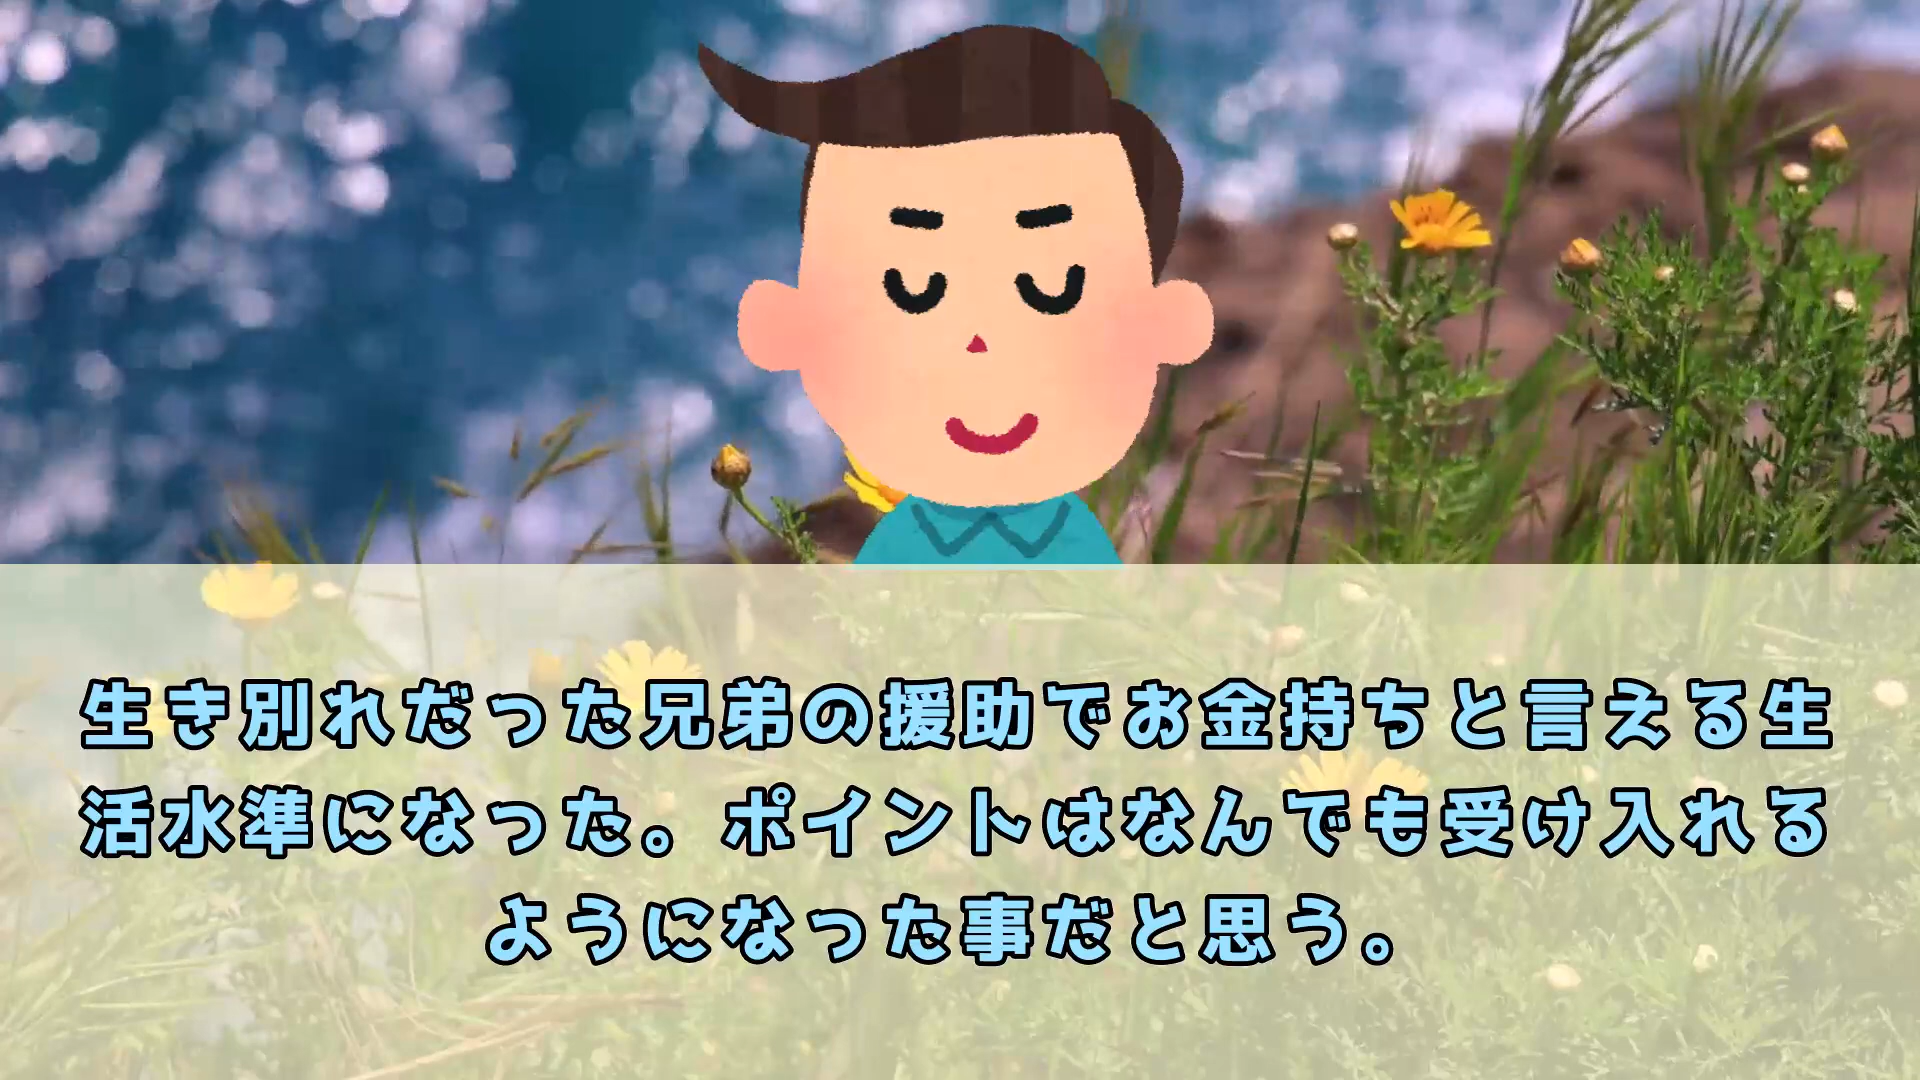 生き別れだった兄弟の援助でお金持ちと言える生
活水準になった。ポイントはなんでも受け入れる
ようになった事だと思う。